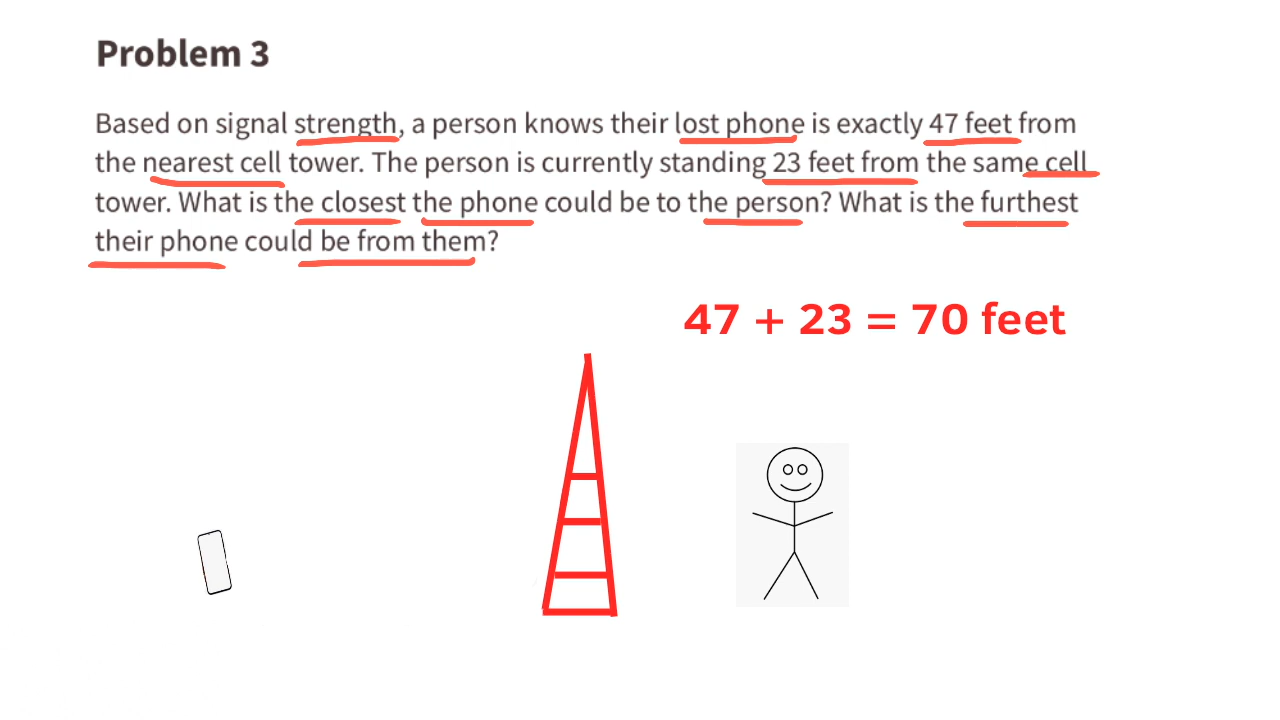 Problem 3
Based on signal strength, a person knows their lost phone is exactly 47 feet from
the nearest cell tower. The person is currently standing 23 feet from the same cell
tower. What is the closest the phone could be to the person? What is the furthest
their phone could be from them?
47 + 23 = 70 feet